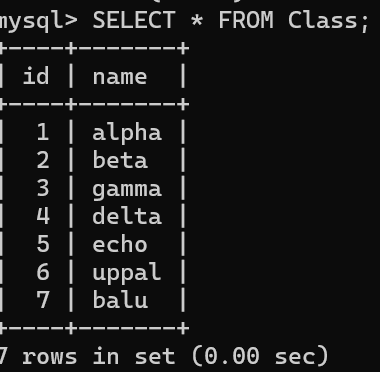 mysql> SELECT * FROM Class;
+----+-------+
| id | name  |
+----+-------+
|  1 | alpha |
|  2 | beta  |
|  3 | gamma |
|  4 | delta |
|  5 | echo  |
|  6 | uppal |
|  7 | balu  |
+----+-------+
7 rows in set (0.00 sec)